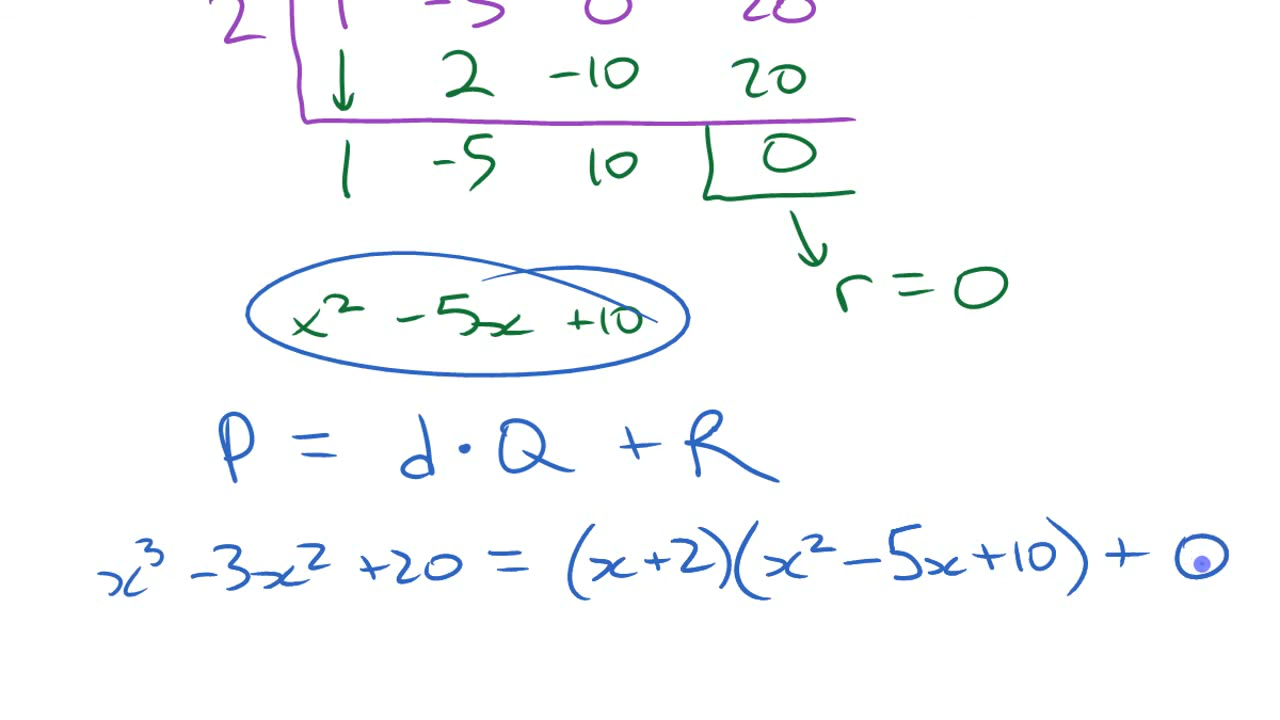 2 1 -3 0 20
↓ 2 -10 20
1 -5 10 0
r = 0
x² - 5x + 10
P = d · Q + R
x³ - 3x² + 20 = (x+2)(x² - 5x + 10) + 0